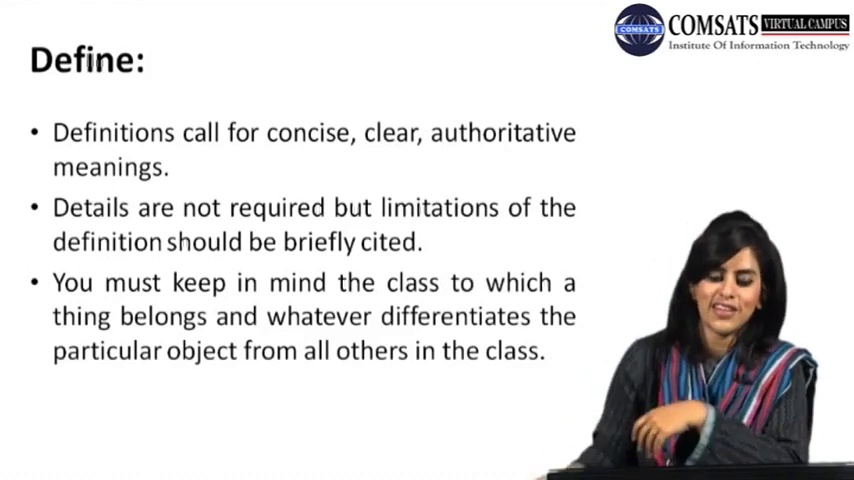 COMSATS VIRTUAL CAMPUS
COMSATS
Institute Of Information Technology
Define:
• Definitions call for concise, clear, authoritative
meanings.
• Details are not required but limitations of the
definition should be briefly cited.
• You must keep in mind the class to which a
thing belongs and whatever differentiates the
particular object from all others in the class.